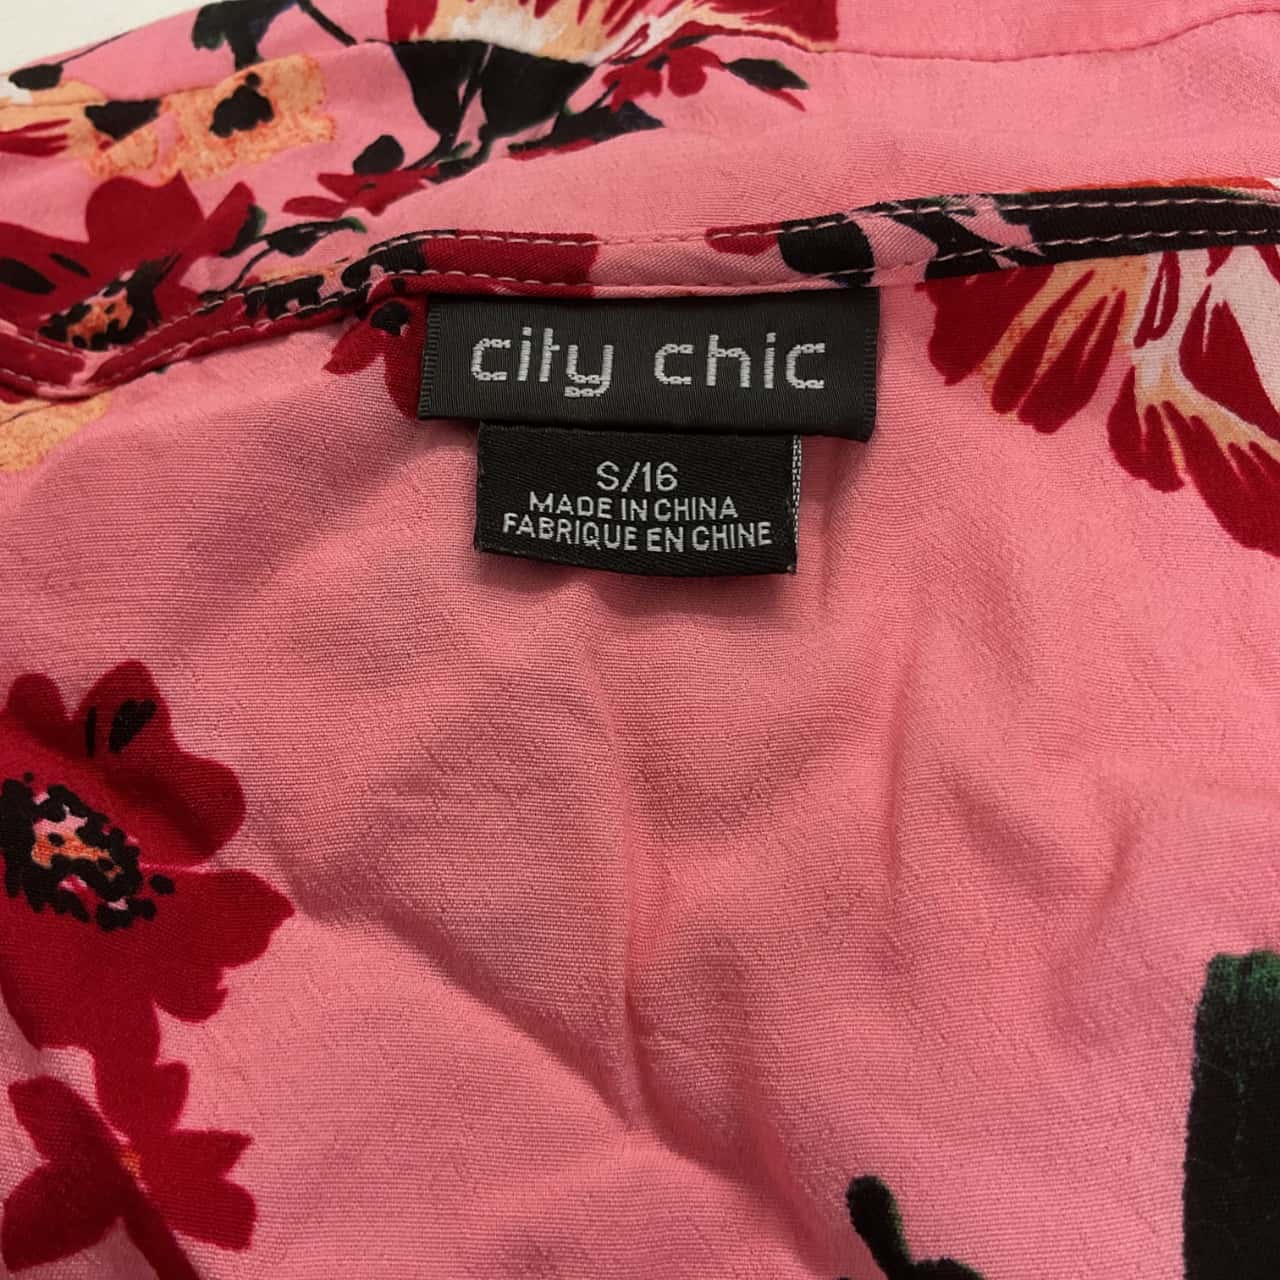 city chic
S/16
MADE IN CHINA
FABRIQUE EN CHINE